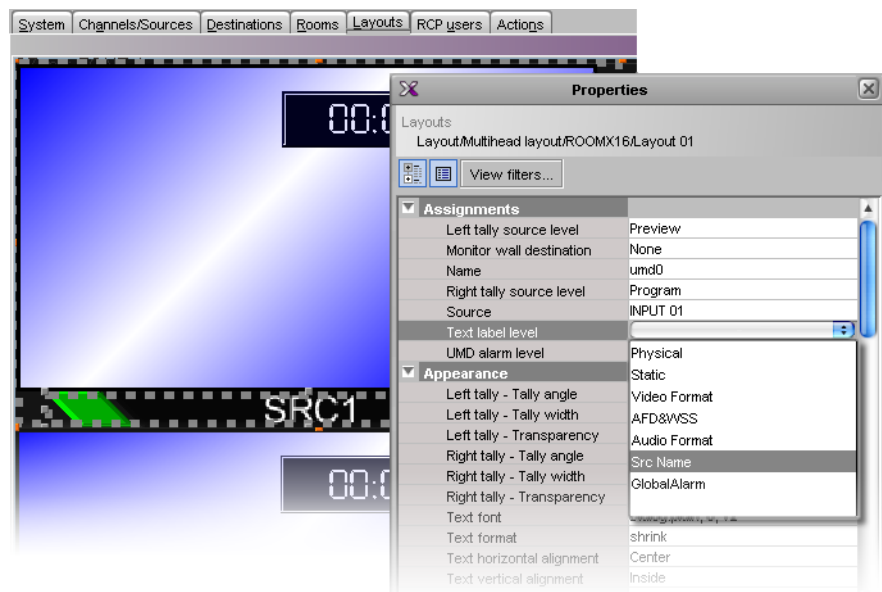 System Channels/Sources Destinations Rooms Layouts RCP users Actions
Properties
00:0
Layouts
Layout/Multihead layout/ROOMX16/Layout 01
View filters...
Assignments
Left tally source level Preview
Monitor wall destination None
Name umd0
Right tally source level Program
Source INPUT 01
Text label level
UMD alarm level Physical
Appearance Static
Left tally - Tally angle Video Format
Left tally - Tally width AFD&WSS
SRC1
Left tally - Transparency Audio Format
Right tally - Tally angle Src Name
Right tally - Tally width GlobalAlarm
00:0
Right tally - Transparency
Text font
Text format shrink
Text horizontal alignment Center
Text vertical alignment Inside